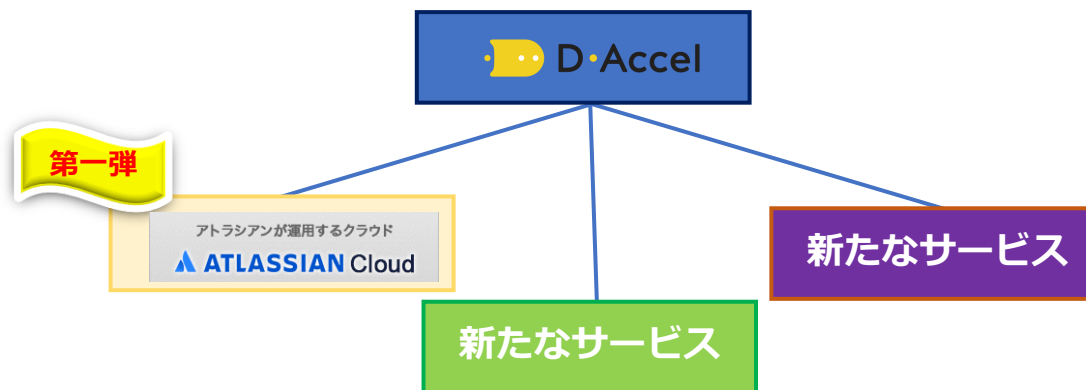 D·Accel
第一弾
アトラシアンが運用するクラウド
ATLASSIAN Cloud
新たなサービス
新たなサービス